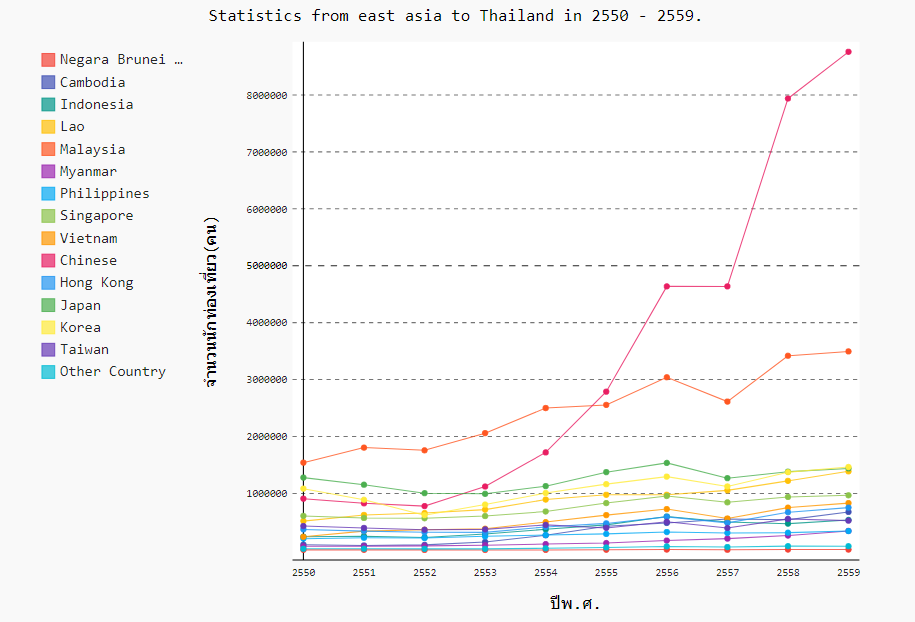 Statistics from east asia to Thailand in 2550 - 2559.
Negara Brunei …
Cambodia
Indonesia
Lao
Malaysia
Myanmar
Philippines
Singapore
Vietnam
Chinese
Hong Kong
Japan
Korea
Taiwan
Other Country
จำนวนนักท่องเที่ยว(คน)
8000000
7000000
6000000
5000000
4000000
3000000
2000000
1000000
2550 2551 2552 2553 2554 2555 2556 2557 2558 2559
ปีพ.ศ.